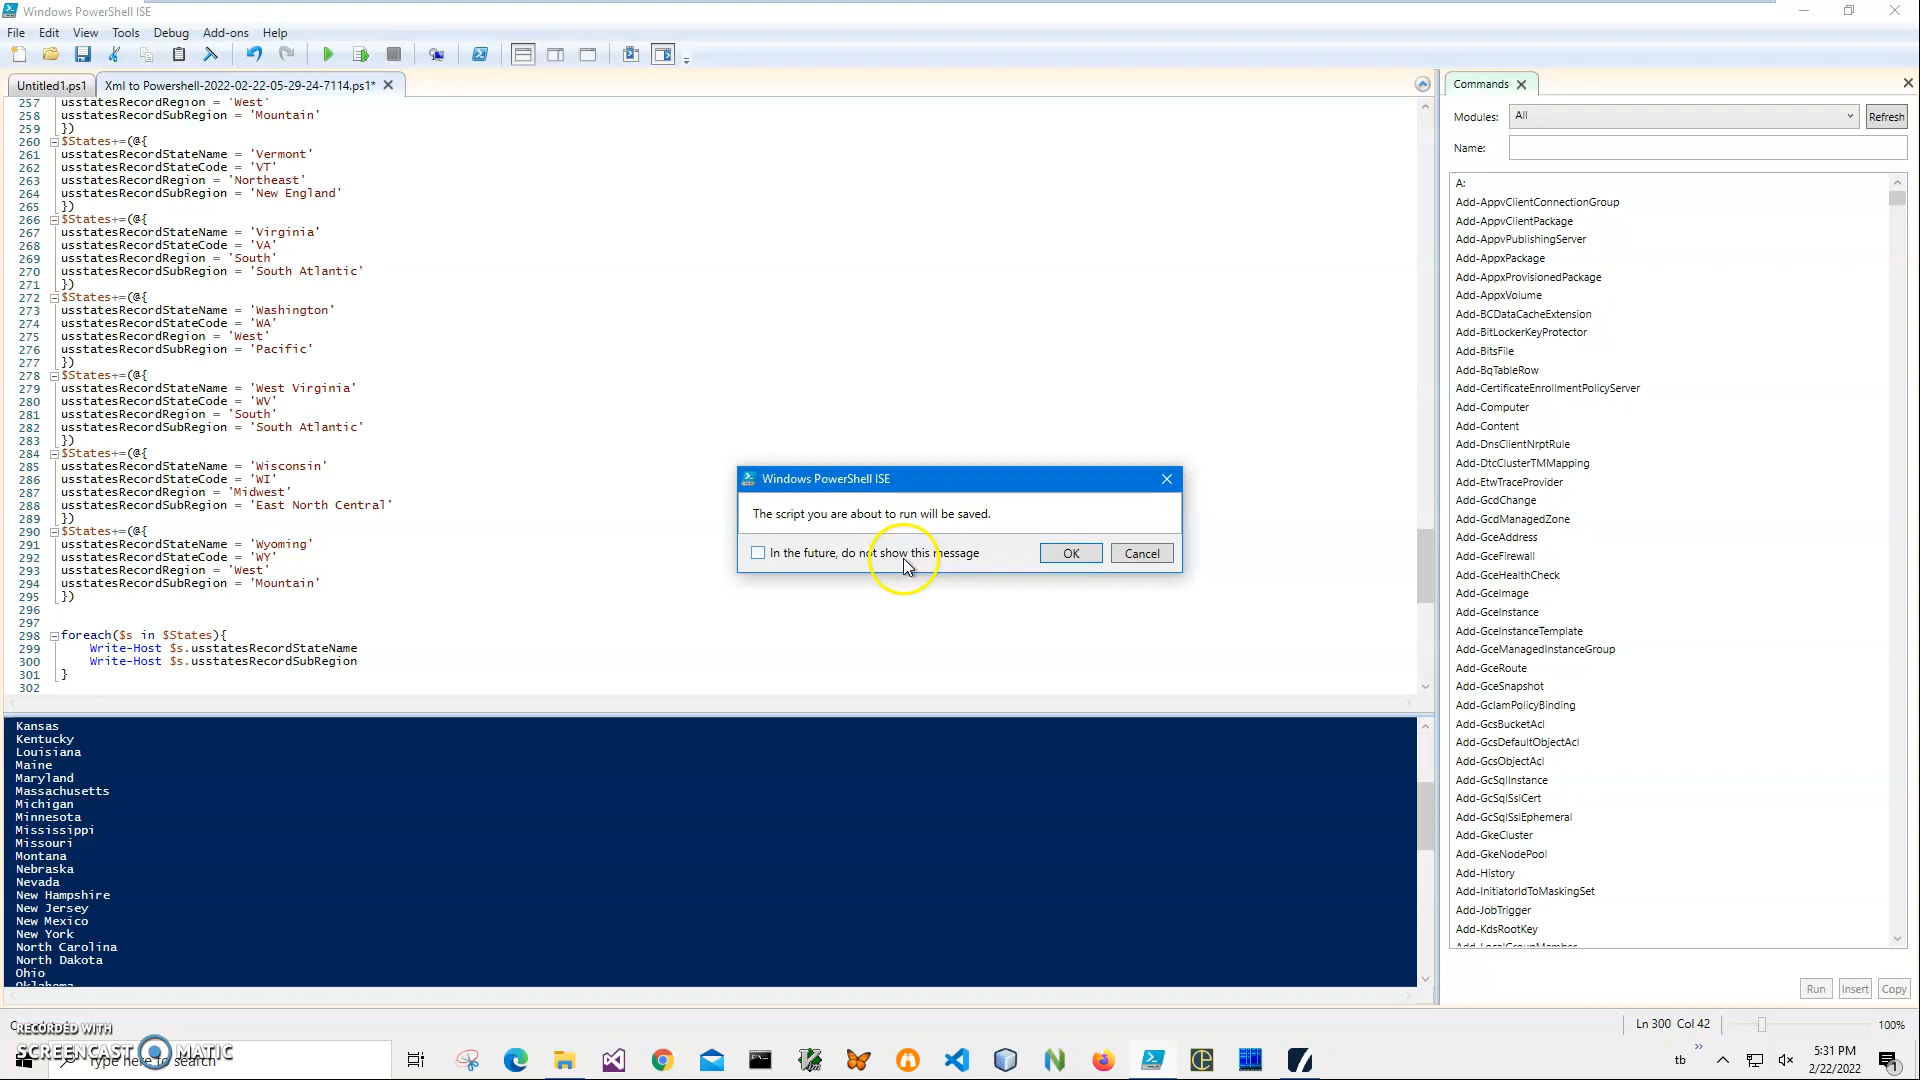 Windows PowerShell ISE
File Edit View Tools Debug Add-ons Help
Untitled1.ps1 Xml to Powershell-2022-02-22-05-29-24-7114.ps1*
257 usstatesRecordRegion = 'West'
258 usstatesRecordSubRegion = 'Mountain'
259 })
260 $States+=(@{
261 usstatesRecordStateName = 'Vermont'
262 usstatesRecordStateCode = 'VT'
263 usstatesRecordRegion = 'Northeast'
264 usstatesRecordSubRegion = 'New England'
265 })
266 $States+=(@{
267 usstatesRecordStateName = 'Virginia'
268 usstatesRecordStateCode = 'VA'
269 usstatesRecordRegion = 'South'
270 usstatesRecordSubRegion = 'South Atlantic'
271 })
272 $States+=(@{
273 usstatesRecordStateName = 'Washington'
274 usstatesRecordStateCode = 'WA'
275 usstatesRecordRegion = 'West'
276 usstatesRecordSubRegion = 'Pacific'
277 })
278 $States+=(@{
279 usstatesRecordStateName = 'West Virginia'
280 usstatesRecordStateCode = 'WV'
281 usstatesRecordRegion = 'South'
282 usstatesRecordSubRegion = 'South Atlantic'
283 })
284 $States+=(@{
285 usstatesRecordStateName = 'Wisconsin'
286 usstatesRecordStateCode = 'WI'
287 usstatesRecordRegion = 'Midwest'
288 usstatesRecordSubRegion = 'East North Central'
289 })
290 $States+=(@{
291 usstatesRecordStateName = 'Wyoming'
292 usstatesRecordStateCode = 'WY'
293 usstatesRecordRegion = 'West'
294 usstatesRecordSubRegion = 'Mountain'
295 })
296
297
298 foreach($s in $States){
299 Write-Host $s.usstatesRecordStateName
300 Write-Host $s.usstatesRecordSubRegion
301 }
302
Windows PowerShell ISE
The script you are about to run will be saved.
In the future, do not show this message OK Cancel
Kansas
Kentucky
Louisiana
Maine
Maryland
Massachusetts
Michigan
Minnesota
Mississippi
Missouri
Montana
Nebraska
Nevada
New Hampshire
New Jersey
New Mexico
New York
North Carolina
North Dakota
Ohio
Oklahoma
Commands
Modules: All Refresh
Name:
A:
Add-AppvClientConnectionGroup
Add-AppvClientPackage
Add-AppvPublishingServer
Add-AppxPackage
Add-AppxProvisionedPackage
Add-AppxVolume
Add-BCDataCacheExtension
Add-BitLockerKeyProtector
Add-BitsFile
Add-BqTableRow
Add-CertificateEnrollmentPolicyServer
Add-Computer
Add-Content
Add-DnsClientNrptRule
Add-DtcClusterTMMapping
Add-EtwTraceProvider
Add-GcdChange
Add-GcdManagedZone
Add-GceAddress
Add-GceFirewall
Add-GceHealthCheck
Add-GceImage
Add-GceInstance
Add-GceInstanceTemplate
Add-GceManagedInstanceGroup
Add-GceRoute
Add-GceSnapshot
Add-GcIamPolicyBinding
Add-GcsBucketAcl
Add-GcsDefaultObjectAcl
Add-GcsObjectAcl
Add-GcSqlInstance
Add-GcSqlSslCert
Add-GcSqlSslEphemeral
Add-GkeCluster
Add-GkeNodePool
Add-History
Add-InitiatorIdToMaskingSet
Add-JobTrigger
Add-KdsRootKey
Add-LocalGroupMember
Run Insert Copy
Ln 300 Col 42 100%
RECORDED WITH
SCREENCAST MATIC
Type here to search
tb
5:31 PM
2/22/2022
1